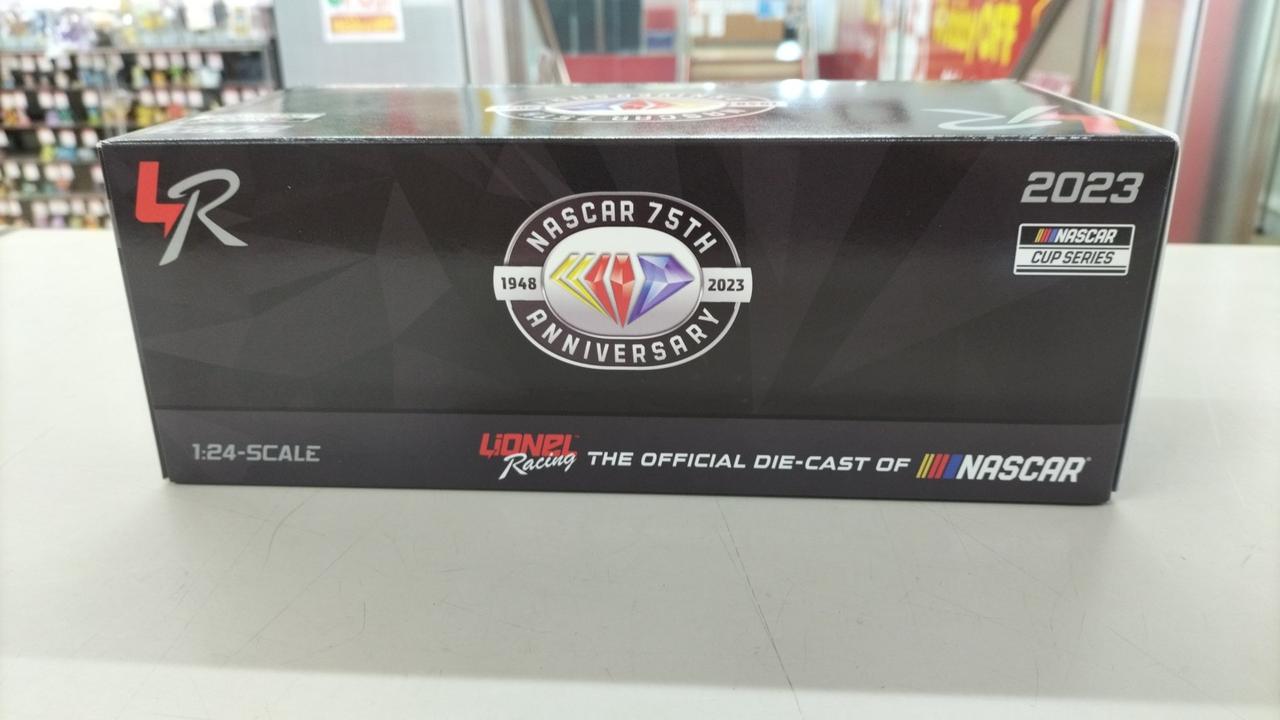 LR
2023
NASCAR
CUP SERIES
NASCAR 75TH
1948 2023
ANNIVERSARY
1:24-SCALE
LIONEL
Racing
THE OFFICIAL DIE-CAST OF NASCAR